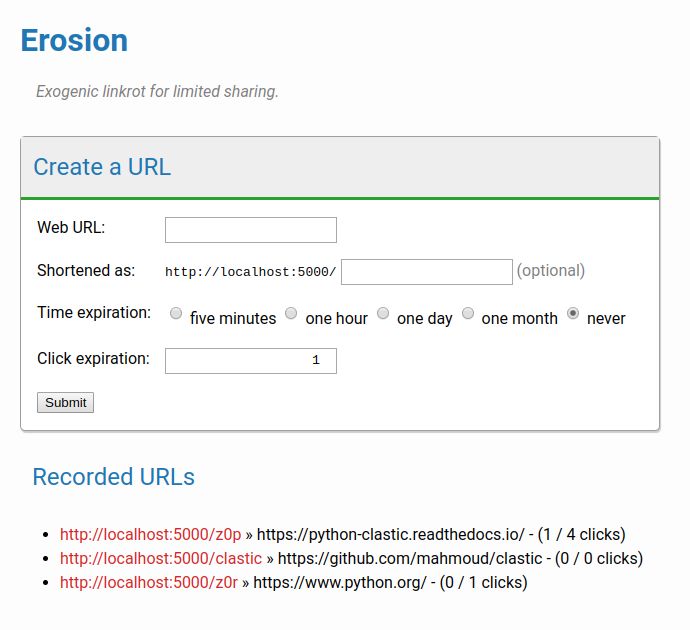 Erosion
Exogenic linkrot for limited sharing.
Create a URL
Web URL:
Shortened as: http://localhost:5000/ (optional)
Time expiration: five minutes one hour one day one month never
Click expiration: 1
Submit
Recorded URLs
http://localhost:5000/z0p » https://python-clastic.readthedocs.io/ - (1 / 4 clicks)
http://localhost:5000/clastic » https://github.com/mahmoud/clastic - (0 / 0 clicks)
http://localhost:5000/z0r » https://www.python.org/ - (0 / 1 clicks)